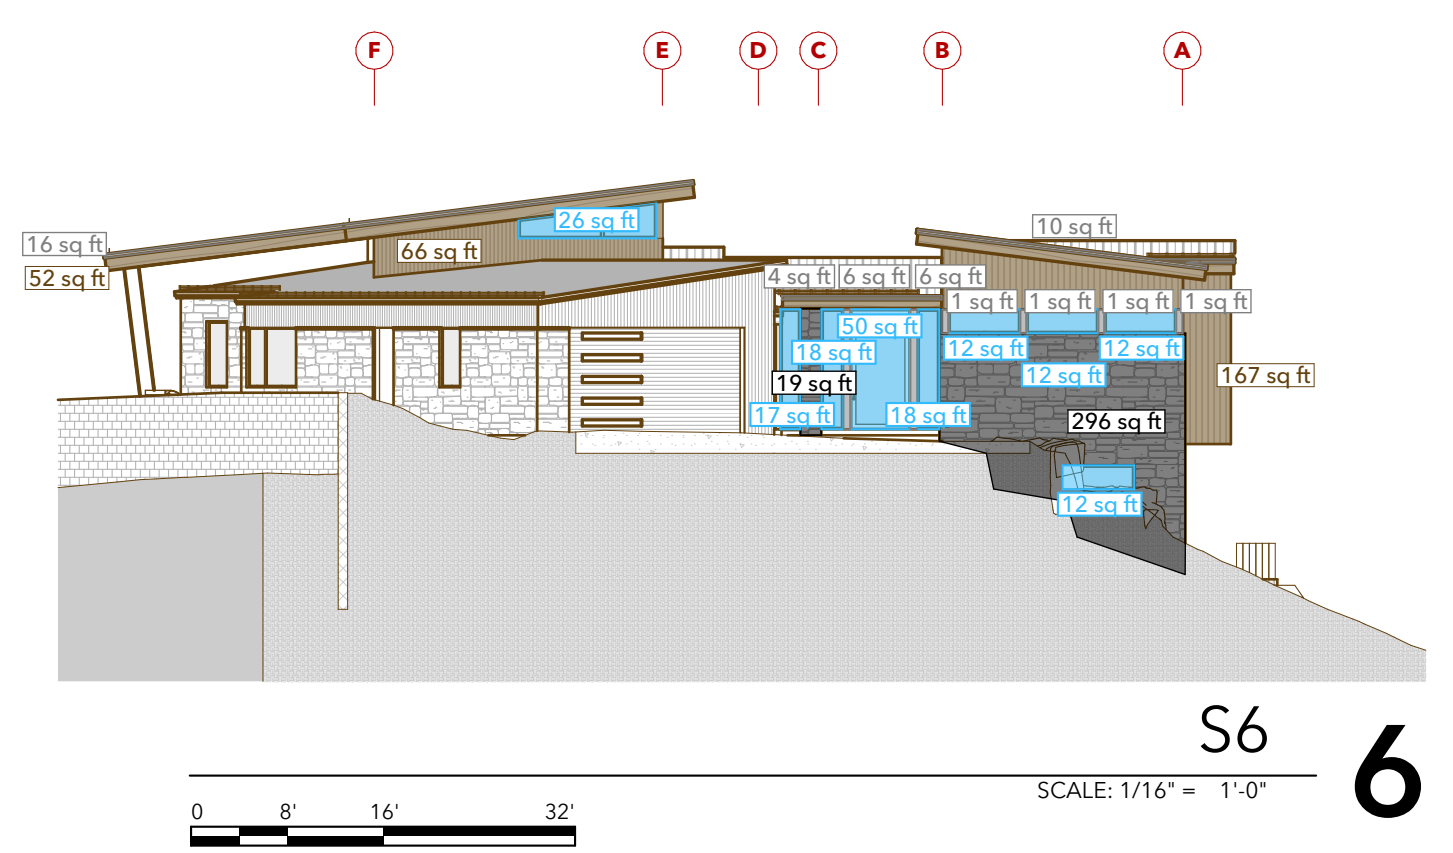 F E D C B A
26 sq ft
10 sq ft
16 sq ft
66 sq ft
52 sq ft
4 sq ft 6 sq ft 6 sq ft
1 sq ft 1 sq ft 1 sq ft 1 sq ft
50 sq ft
18 sq ft 12 sq ft 12 sq ft
19 sq ft 12 sq ft 167 sq ft
17 sq ft 18 sq ft 296 sq ft
12 sq ft
S6
6
SCALE: 1/16" = 1'-0"
0 8' 16' 32'